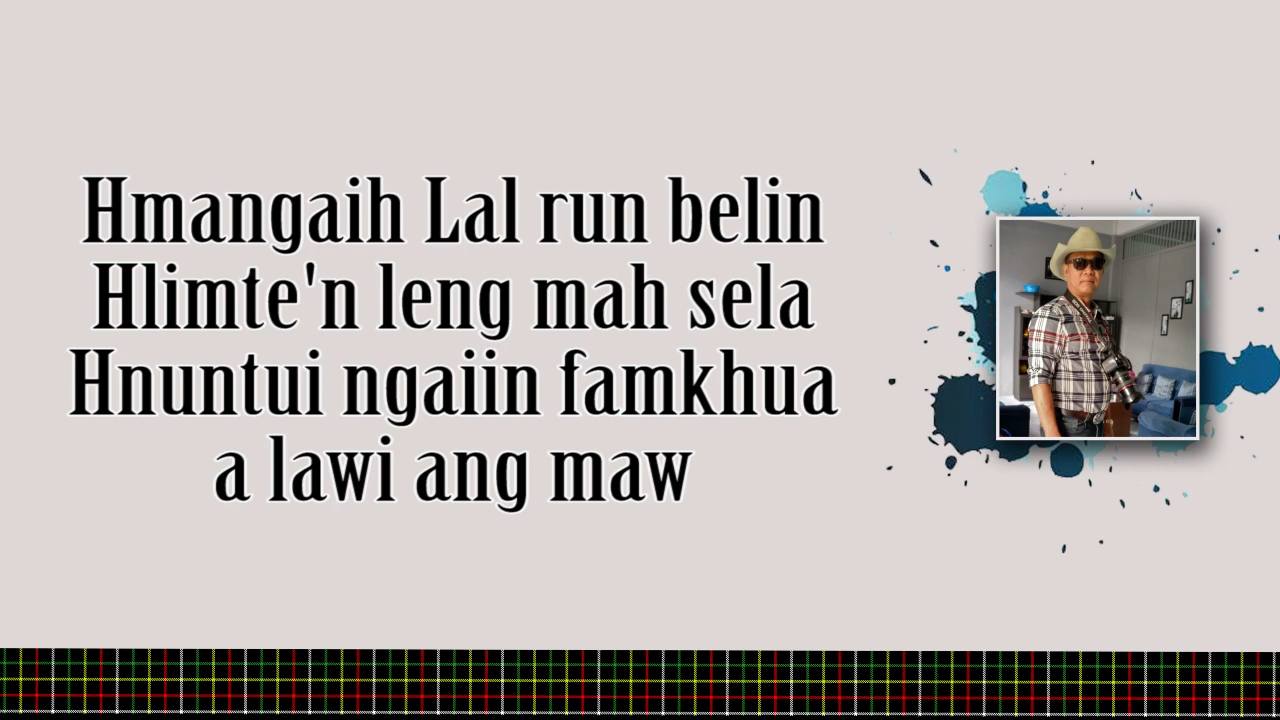 Hmangaih Lal run belin
Hlimte'n leng mah sela
Hnuntui ngaiin famkhua
a lawi ang maw